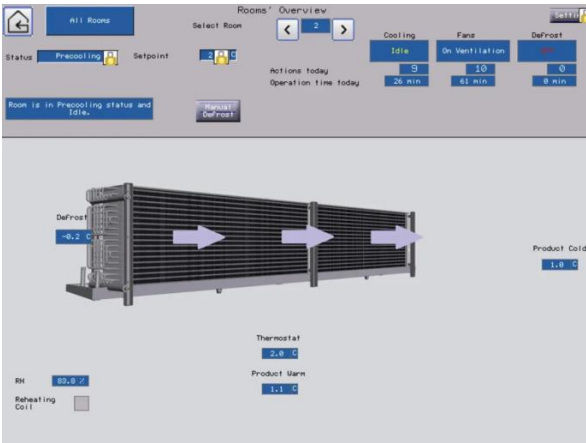 Rooms' Overview
All Rooms
Select Room
2
Cooling
Fans
Defrost
Status
Precooling
Setpoint
2
C
Idle
On Ventilation
Actions today
9
10
0
Operation time today
26 min
61 min
0 min
Room is in Precooling status and
Idle.
Manual
Defrost
Defrost
-0.2 C
Product Cold
1.0 C
Thermostat
2.0 C
Product Warm
1.1 C
RH
Reheating
Coil